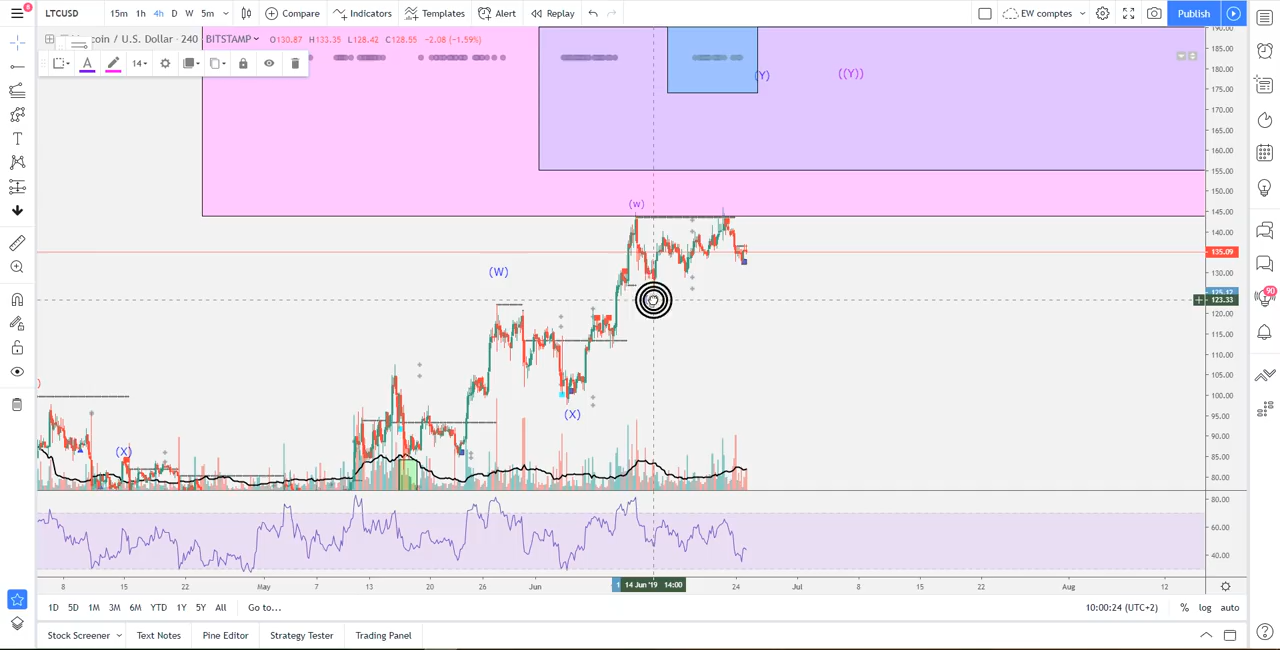 LTCUSD 15m 1h 4h D W 5m Compare Indicators Templates Alert Replay EW comptes Publish
coin / U.S. Dollar · 240 BITSTAMP O130.87 H133.35 L128.42 C128.55 -2.08 (-1.59%)
A 14
190.00
185.00
180.00
(Y) ((Y))
175.00
170.00
165.00
160.00
155.00
150.00
(w)
145.00
140.00
135.09
130.00
(W)
125.12
123.33
120.00
115.00
110.00
105.00
100.00
95.00
(X)
90.00
(X)
85.00
80.00
80.00
60.00
40.00
8 15 22 May 7 13 20 26 Jun 1 14 Jun '19 14:00 24 Jul 8 15 22 Aug 12
1D 5D 1M 3M 6M YTD 1Y 5Y All Go to... 10:00:24 (UTC+2) % log auto
Stock Screener Text Notes Pine Editor Strategy Tester Trading Panel
8
90
T